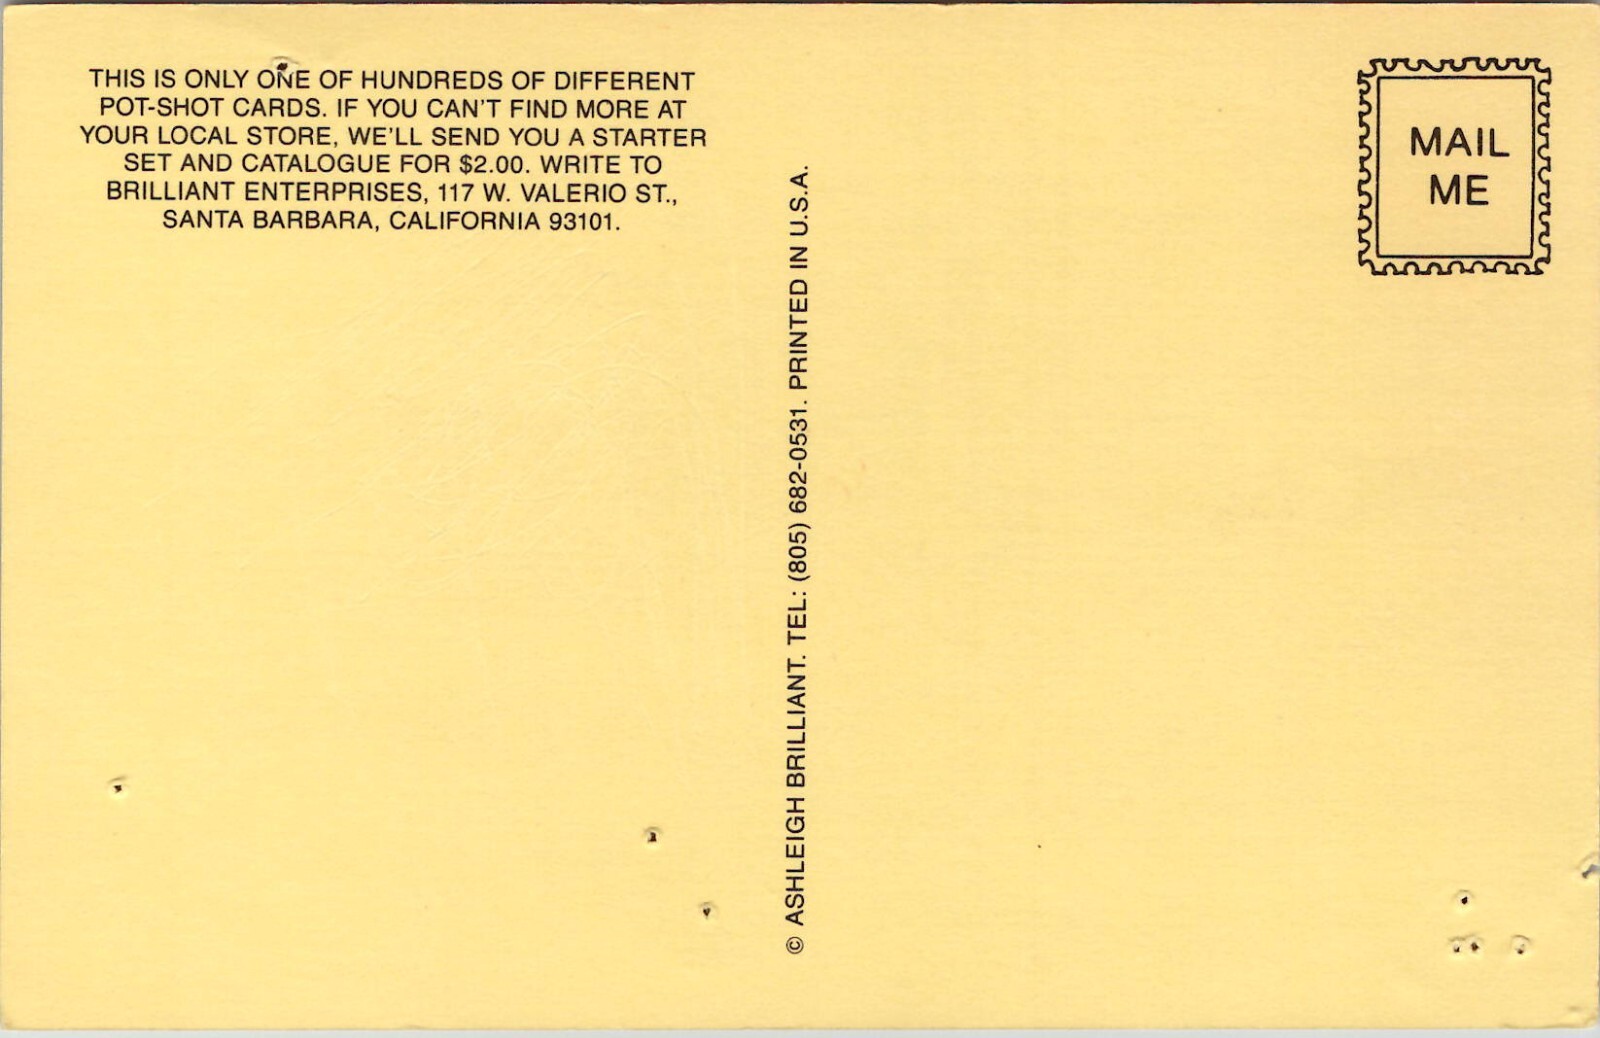 THIS IS ONLY ONE OF HUNDREDS OF DIFFERENT
POT-SHOT CARDS. IF YOU CAN'T FIND MORE AT
YOUR LOCAL STORE, WE'LL SEND YOU A STARTER
SET AND CATALOGUE FOR $2.00. WRITE TO
BRILLIANT ENTERPRISES, 117 W. VALERIO ST.,
SANTA BARBARA, CALIFORNIA 93101.
© ASHLEIGH BRILLIANT. TEL: (805) 682-0531. PRINTED IN U.S.A.
MAIL
ME